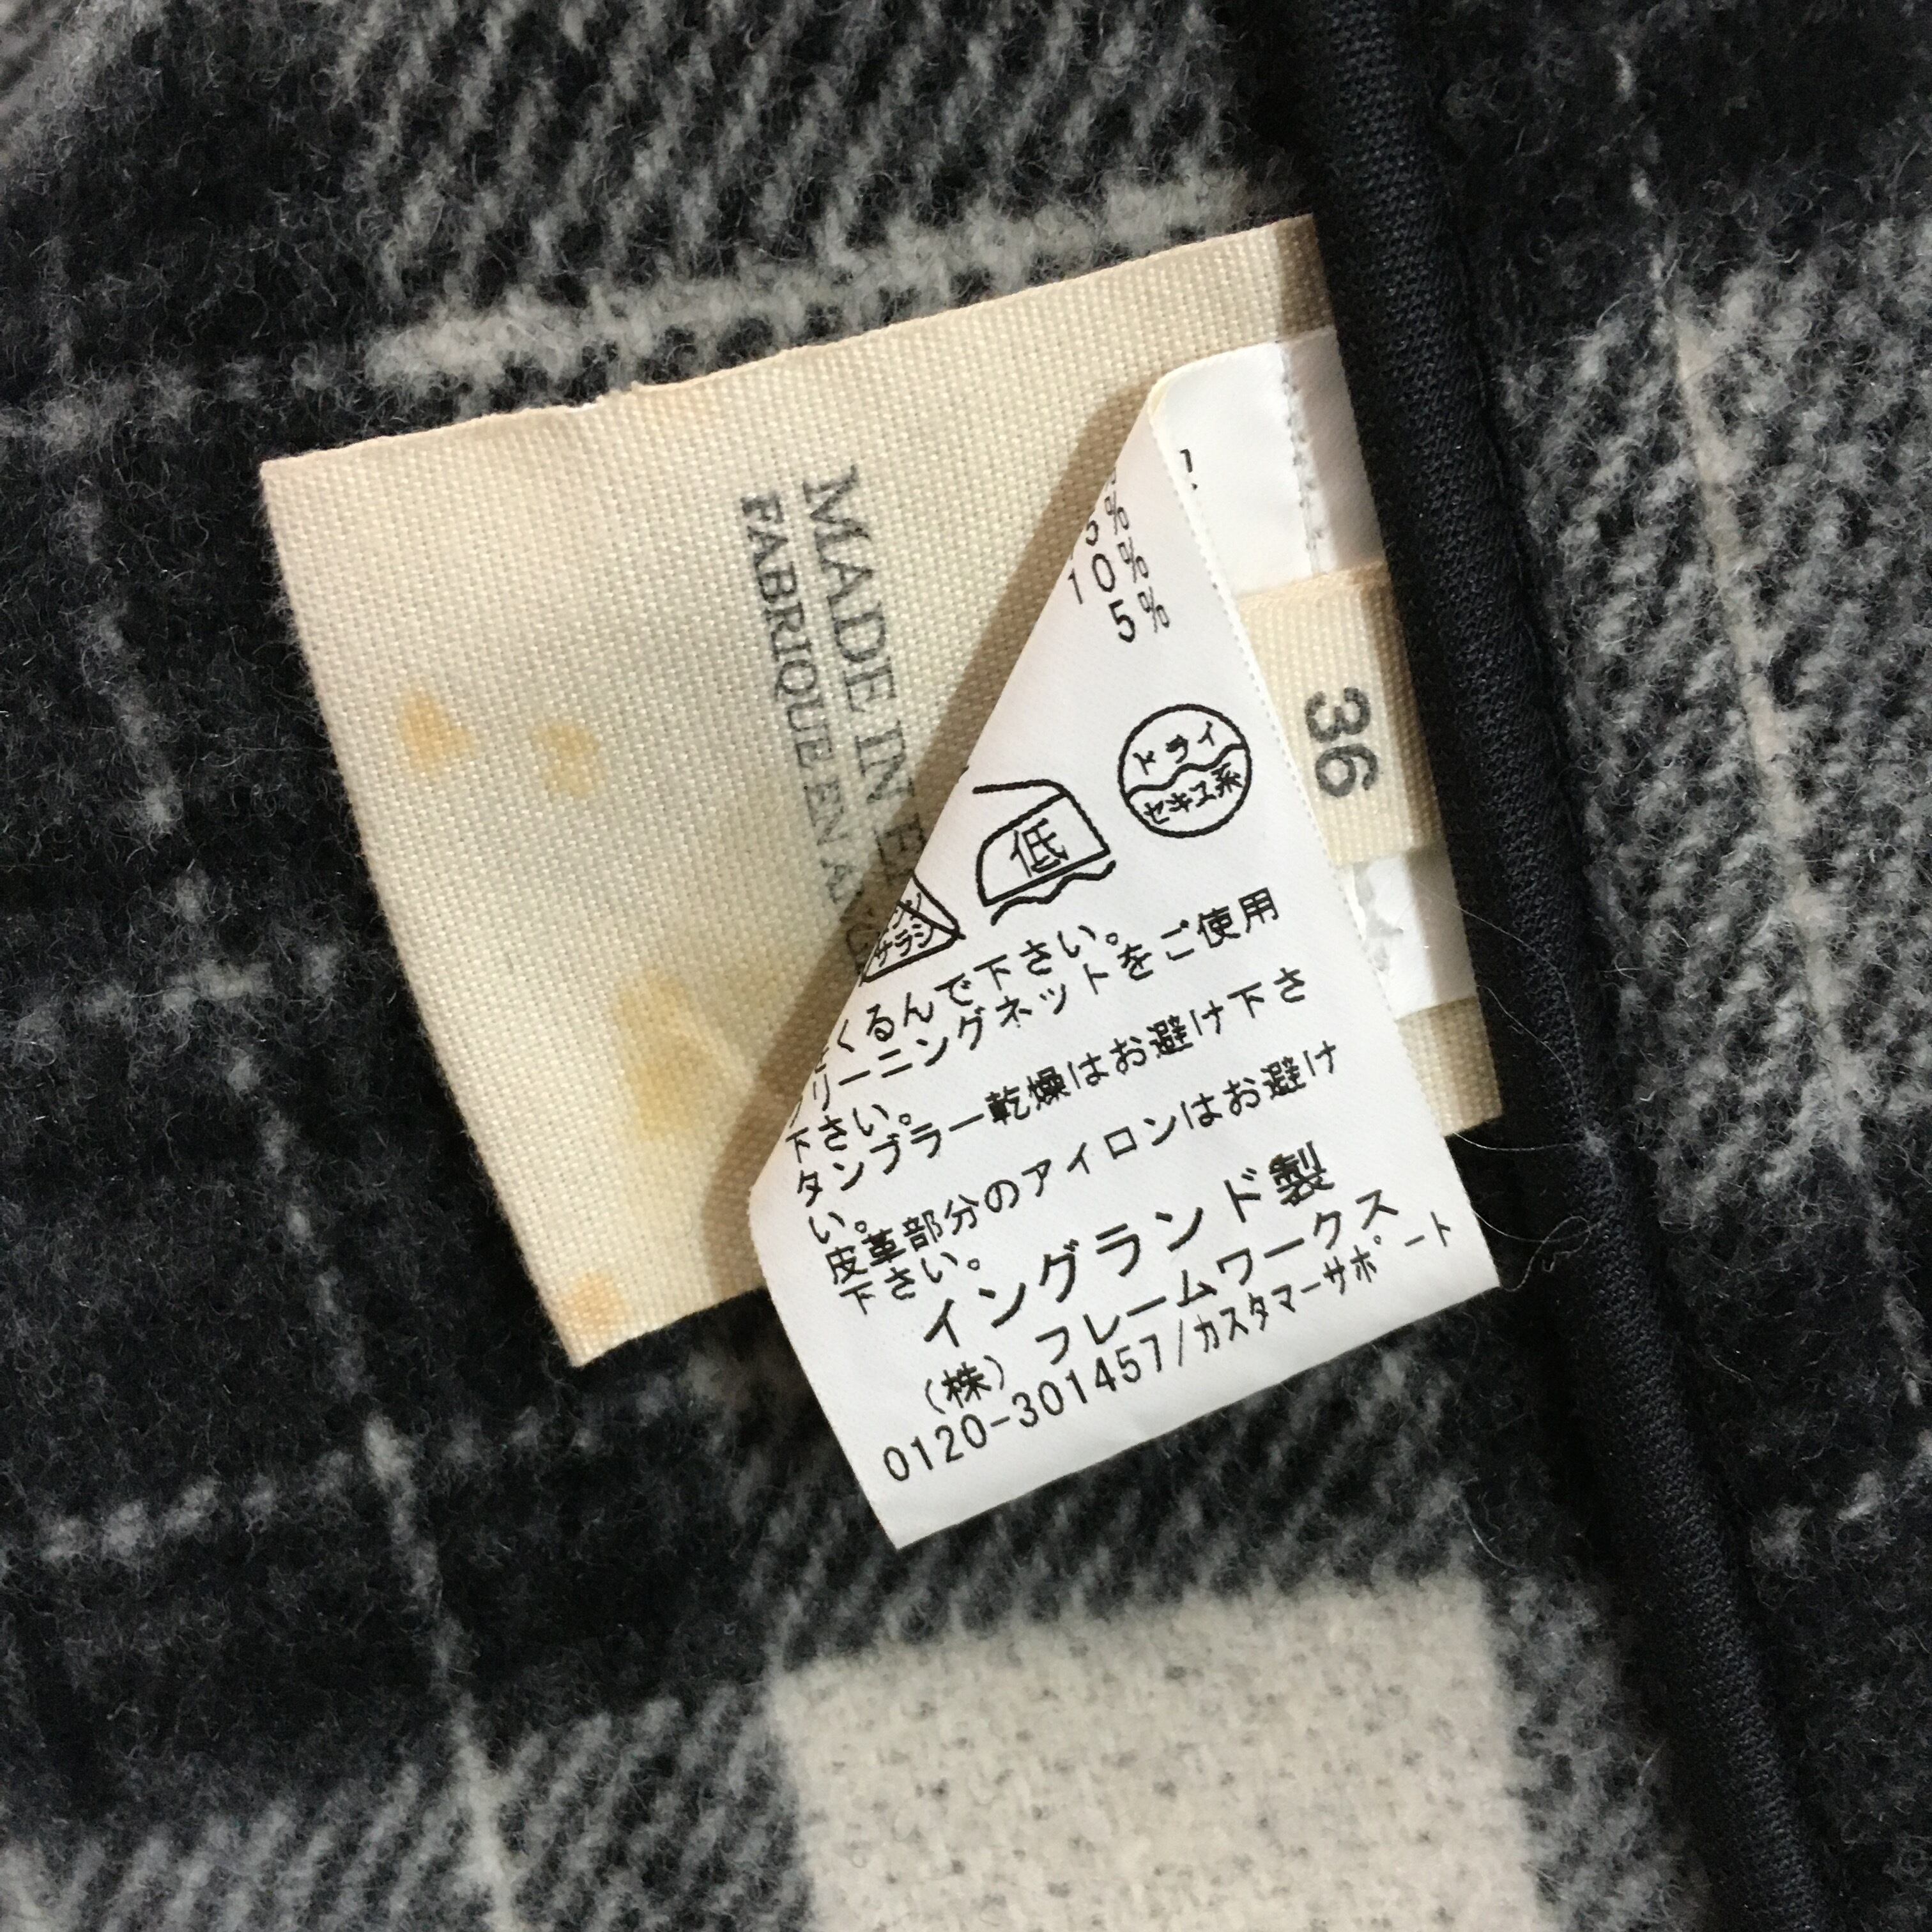 MADE IN
FABRIQUE EN
36
%
10%
5%
ドライ
セキユ系
低
サラシ
くるんで下さい。
リーニングネットをご使用
下さい。
タンブラー乾燥はお避け下さ
い。
皮革部分のアイロンはお避け
下さい。
イングランド製
(株)フレームワークス
0120-301457/カスタマーサポート